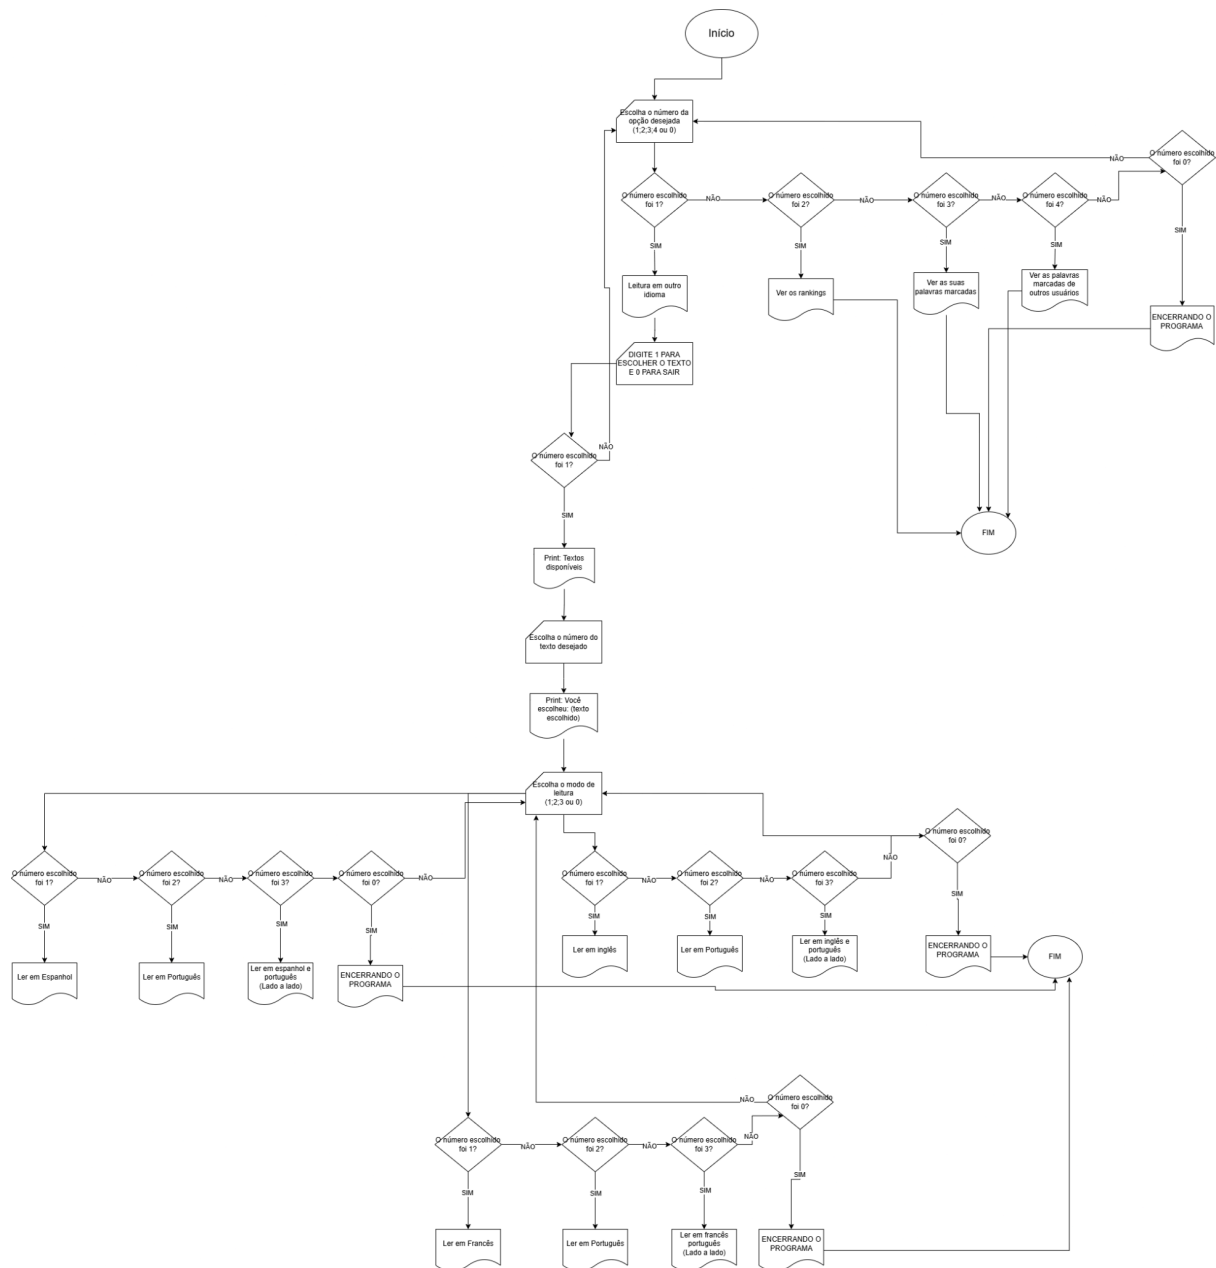 Início
Escolha o número da
opção desejada
(1;2;3;4 ou 0)
O número escolhido
foi 0?
NÃO
O número escolhido
foi 1?
NÃO
O número escolhido
foi 2?
NÃO
O número escolhido
foi 3?
NÃO
O número escolhido
foi 4?
NÃO
SIM
SIM
SIM
SIM
SIM
Leitura em outro
idioma
Ver os rankings
Ver as suas
palavras marcadas
Ver as palavras
marcadas de
outros usuários
ENCERRANDO O
PROGRAMA
DIGITE 1 PARA
ESCOLHER O TEXTO
E 0 PARA SAIR
NÃO
O número escolhido
foi 1?
SIM
FIM
Print: Textos
disponíveis
Escolha o número do
texto desejado
Print: Você
escolheu: (texto
escolhido)
Escolha o modo de
leitura
(1;2;3 ou 0)
O número escolhido
foi 1?
NÃO
O número escolhido
foi 2?
NÃO
O número escolhido
foi 3?
O número escolhido
foi 0?
NÃO
SIM
SIM
SIM
SIM
Ler em Espanhol
Ler em Português
Ler em espanhol e
português
(Lado a lado)
ENCERRANDO O
PROGRAMA
O número escolhido
foi 1?
NÃO
O número escolhido
foi 2?
NÃO
O número escolhido
foi 3?
NÃO
O número escolhido
foi 0?
SIM
SIM
SIM
SIM
Ler em inglês
Ler em Português
Ler em inglês e
português
(Lado a lado)
ENCERRANDO O
PROGRAMA
FIM
O número escolhido
foi 1?
NÃO
O número escolhido
foi 2?
NÃO
O número escolhido
foi 3?
NÃO
O número escolhido
foi 0?
NÃO
SIM
SIM
SIM
SIM
Ler em Francês
Ler em Português
Ler em francês
português
(Lado a lado)
ENCERRANDO O
PROGRAMA